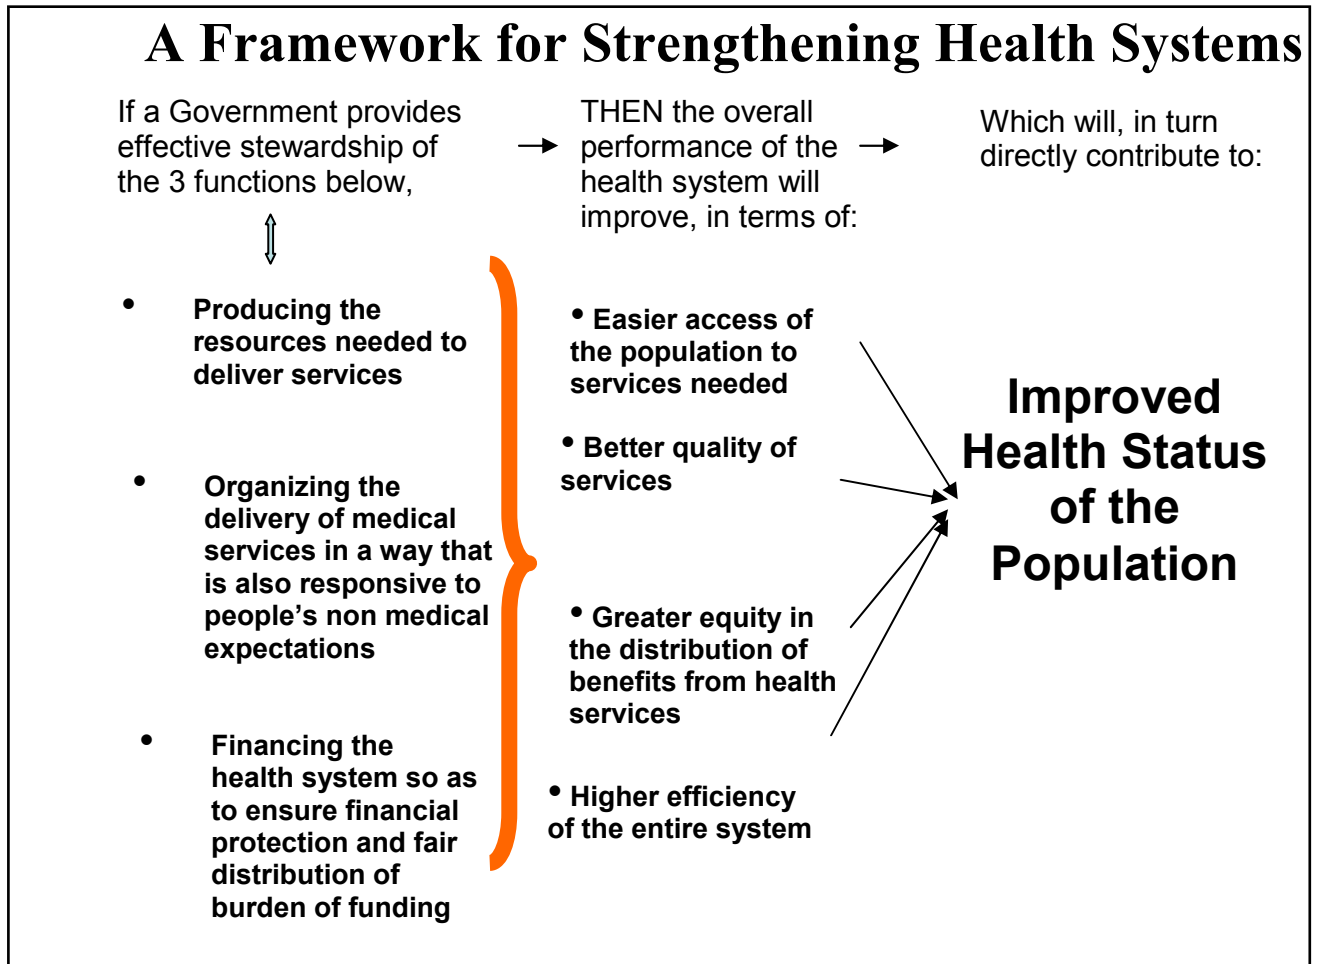 A Framework for Strengthening Health Systems
If a Government provides
effective stewardship of
the 3 functions below,
THEN the overall
performance of the
health system will
improve, in terms of:
Which will, in turn
directly contribute to:
• Producing the
resources needed to
deliver services
• Organizing the
delivery of medical
services in a way that
is also responsive to
people’s non medical
expectations
• Financing the
health system so as
to ensure financial
protection and fair
distribution of
burden of funding
• Easier access of
the population to
services needed
• Better quality of
services
• Greater equity in
the distribution of
benefits from health
services
• Higher efficiency
of the entire system
Improved
Health Status
of the
Population